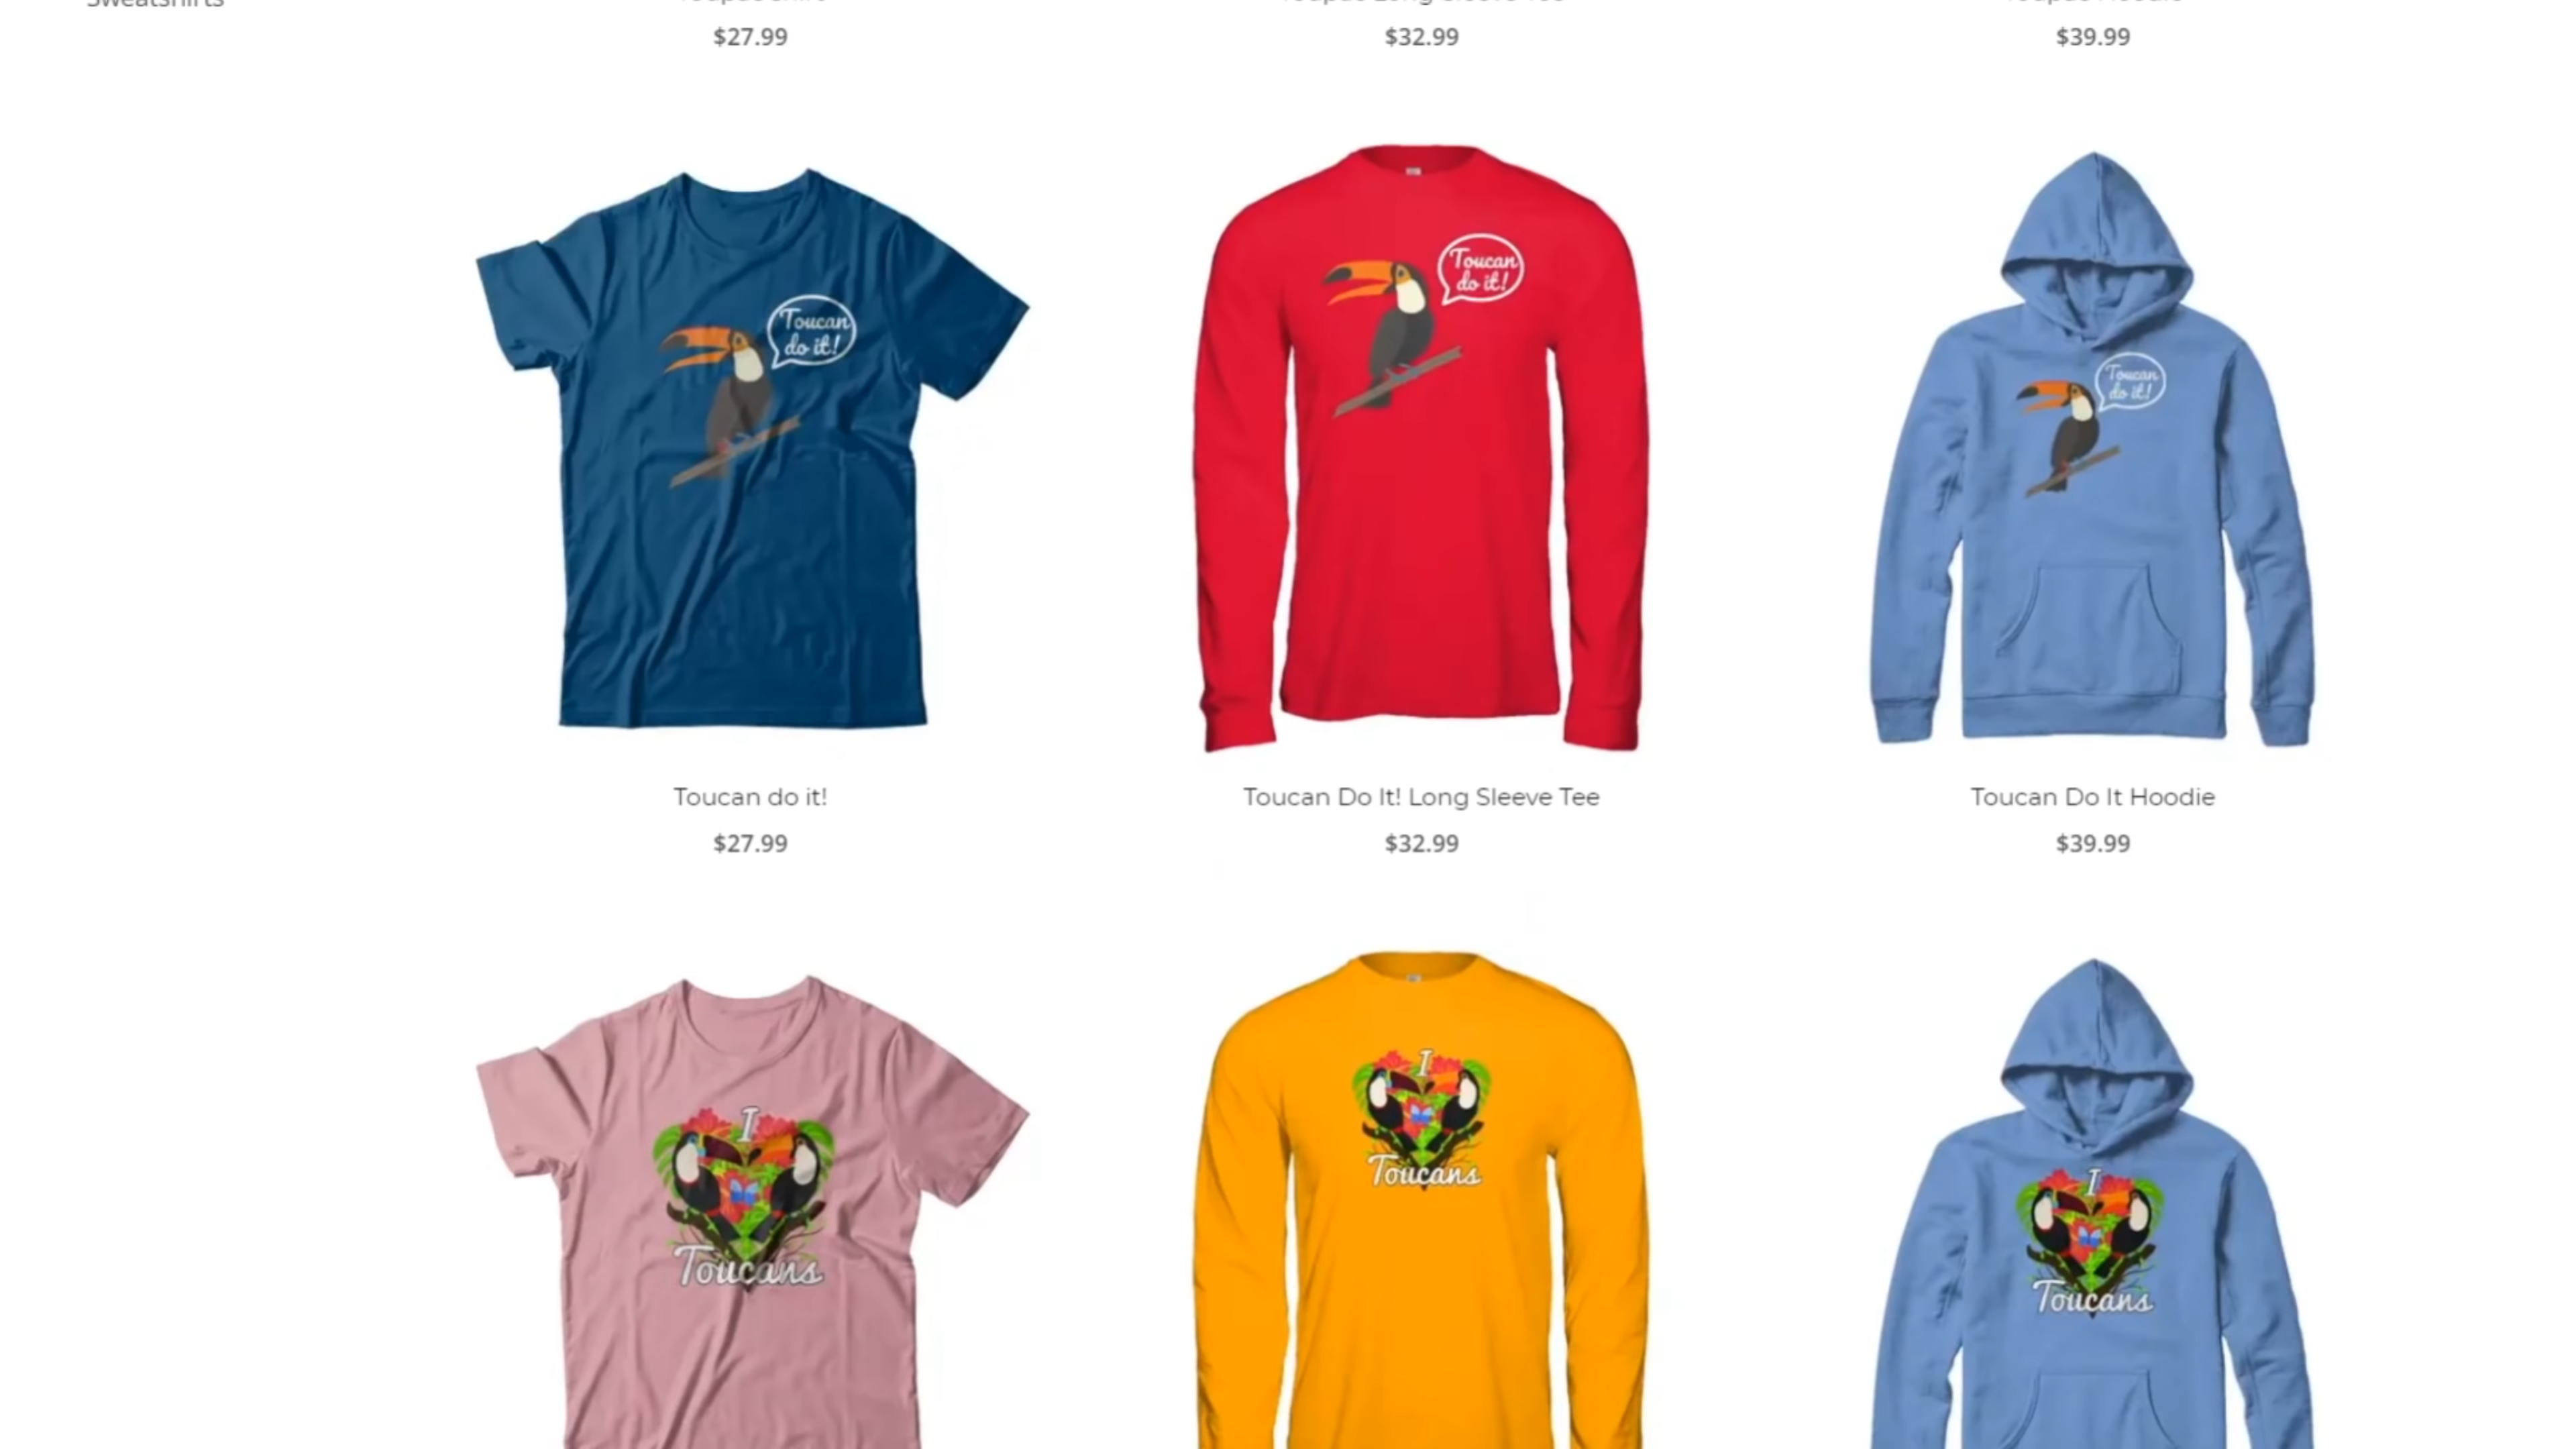 Sweatshirts
$27.99
$32.99
$39.99
Toucan
do it!
Toucan
do it!
Toucan
do it!
Toucan do it!
Toucan Do It! Long Sleeve Tee
Toucan Do It Hoodie
$27.99
$32.99
$39.99
I
Toucans
I
Toucans
I
Toucans